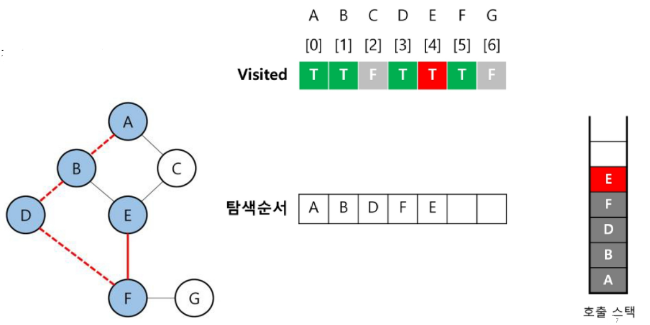 A B C D E F G
[0] [1] [2] [3] [4] [5] [6]
Visited T T F T T T F
A
B C
D E
F G
탐색순서 A B D F E
E
F
D
B
A
호출 스택